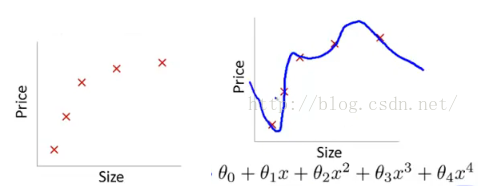 Price
Size
Price
http://blog.csdn.net/
Size
θ₀ + θ₁x + θ₂x² + θ₃x³ + θ₄x⁴